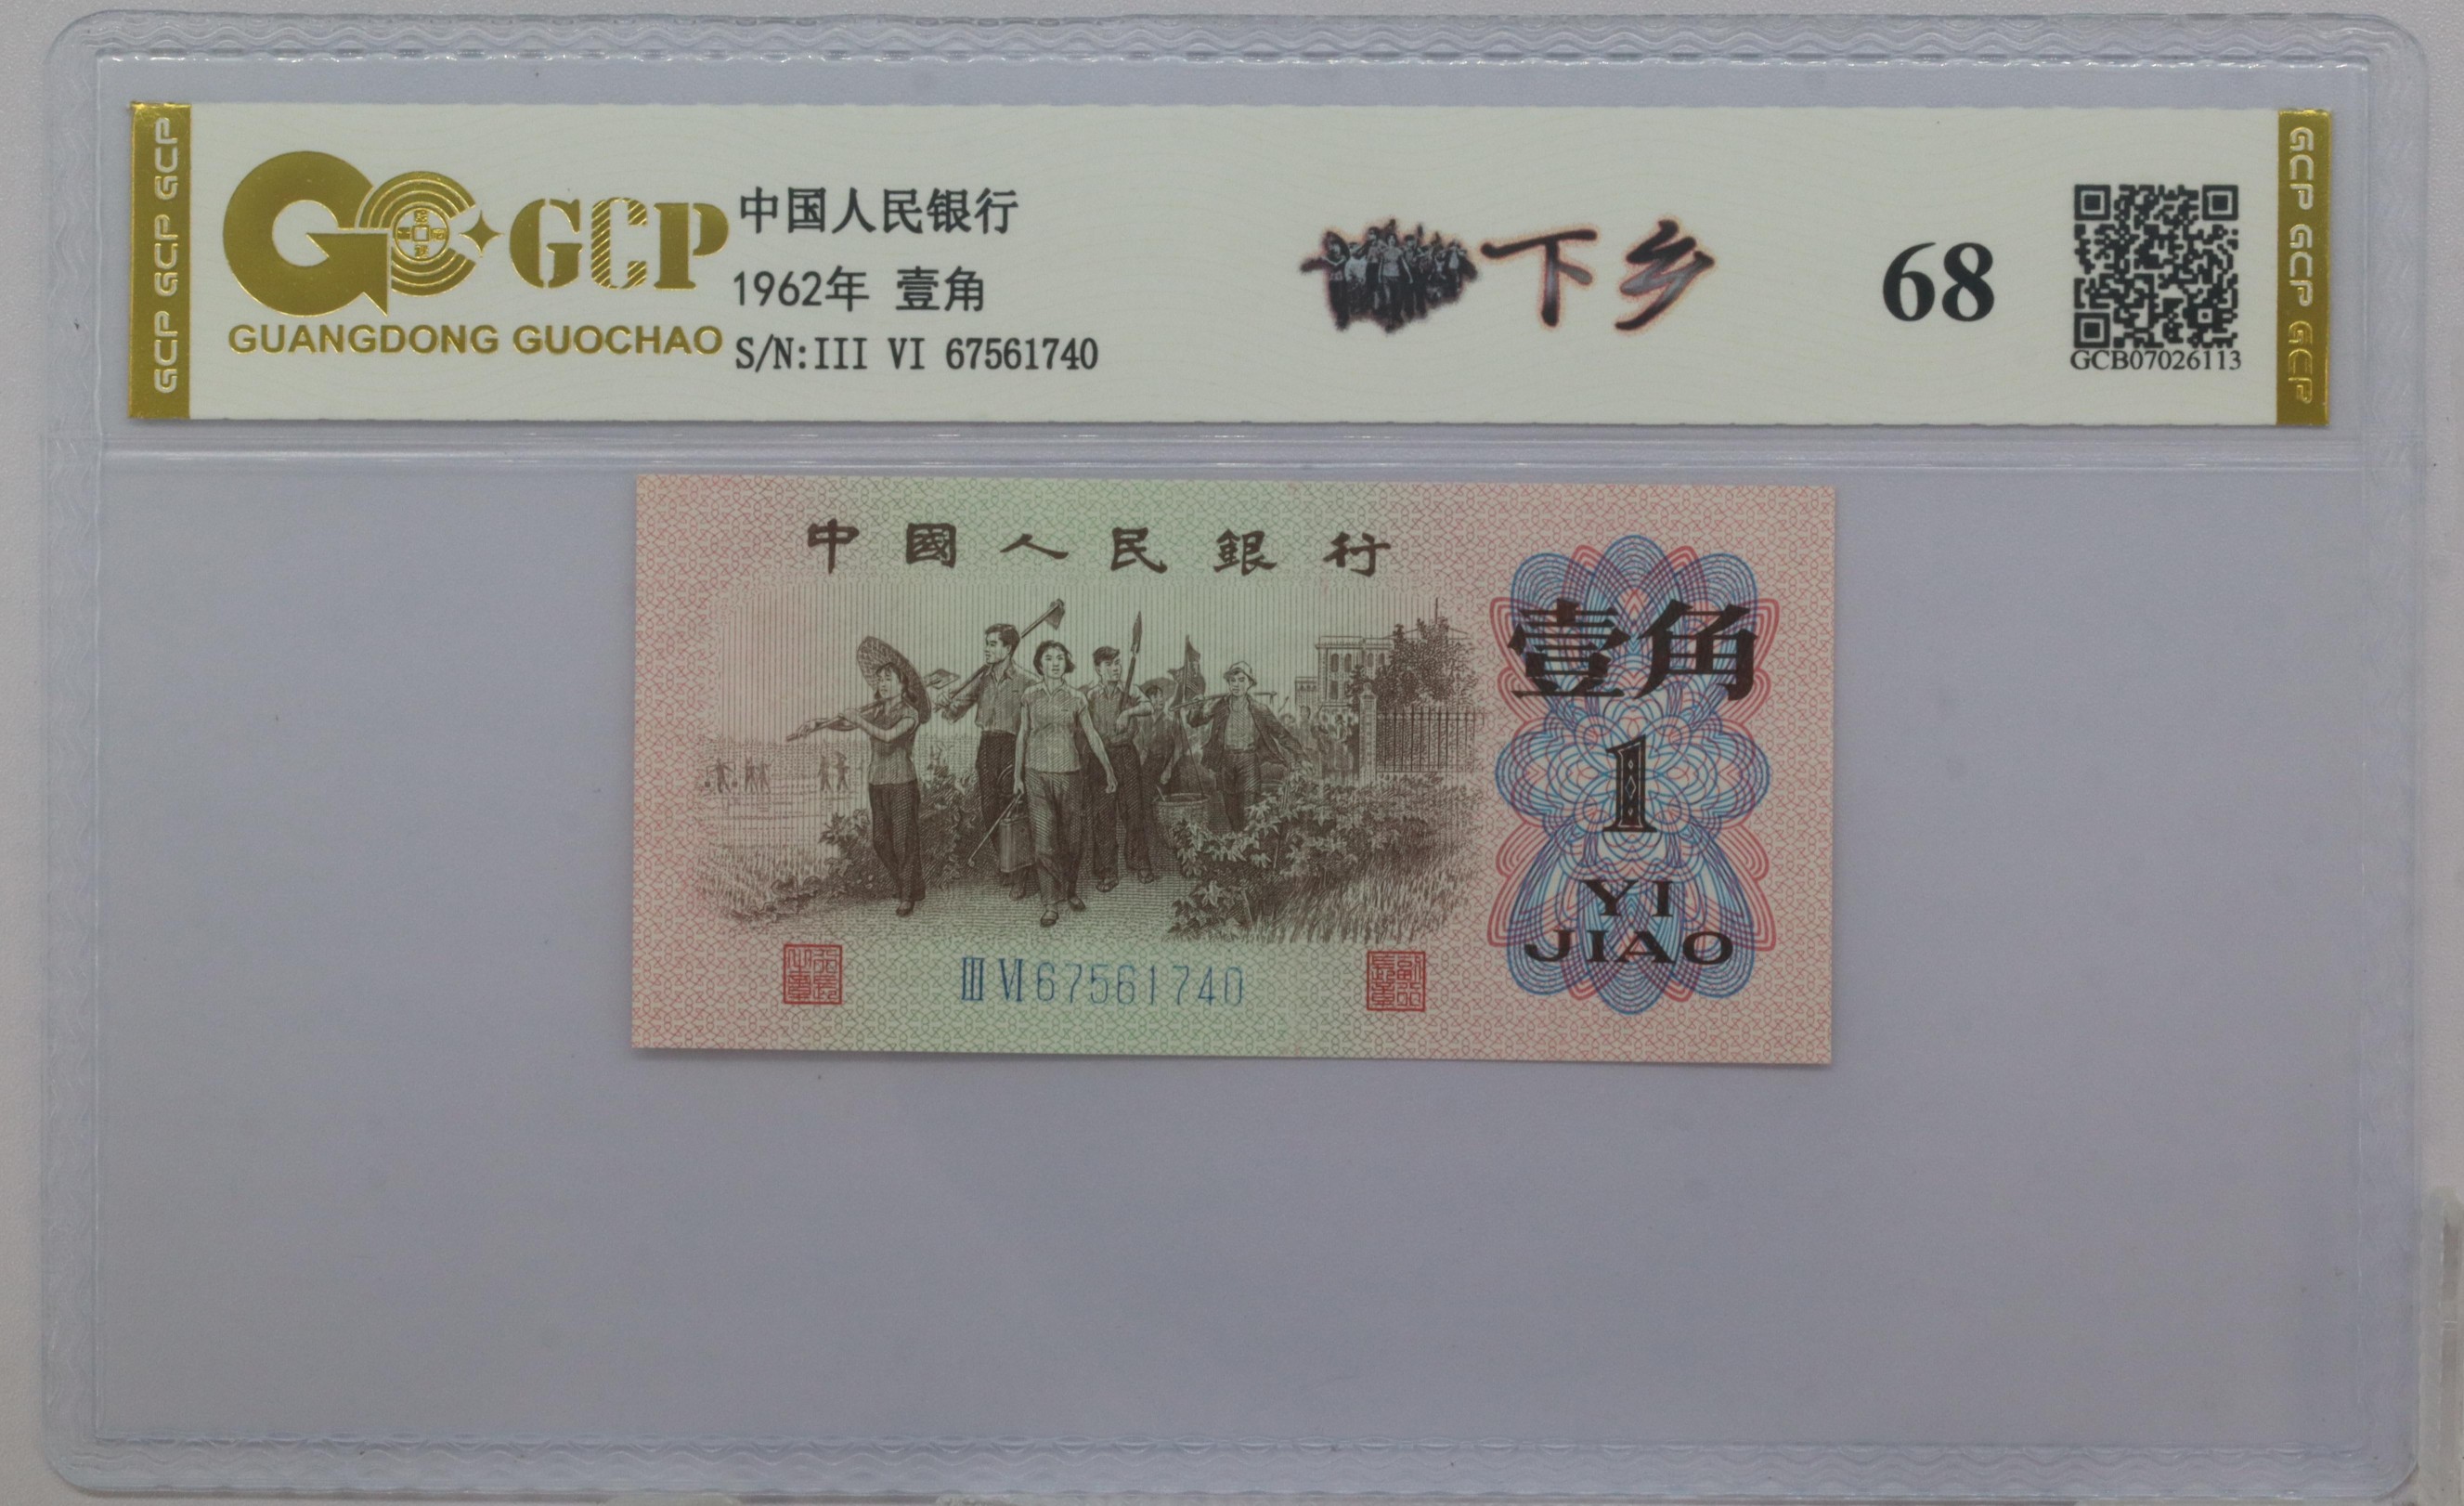 GCP GCP GCP
GCP
GUANGDONG GUOCHAO
中国人民银行
1962年 壹角
S/N:III VI 67561740
下乡
68
GCB07026113
GCP GCP GCP
中國人民銀行
壹角
1
YI
JIAO
III VI 67561740